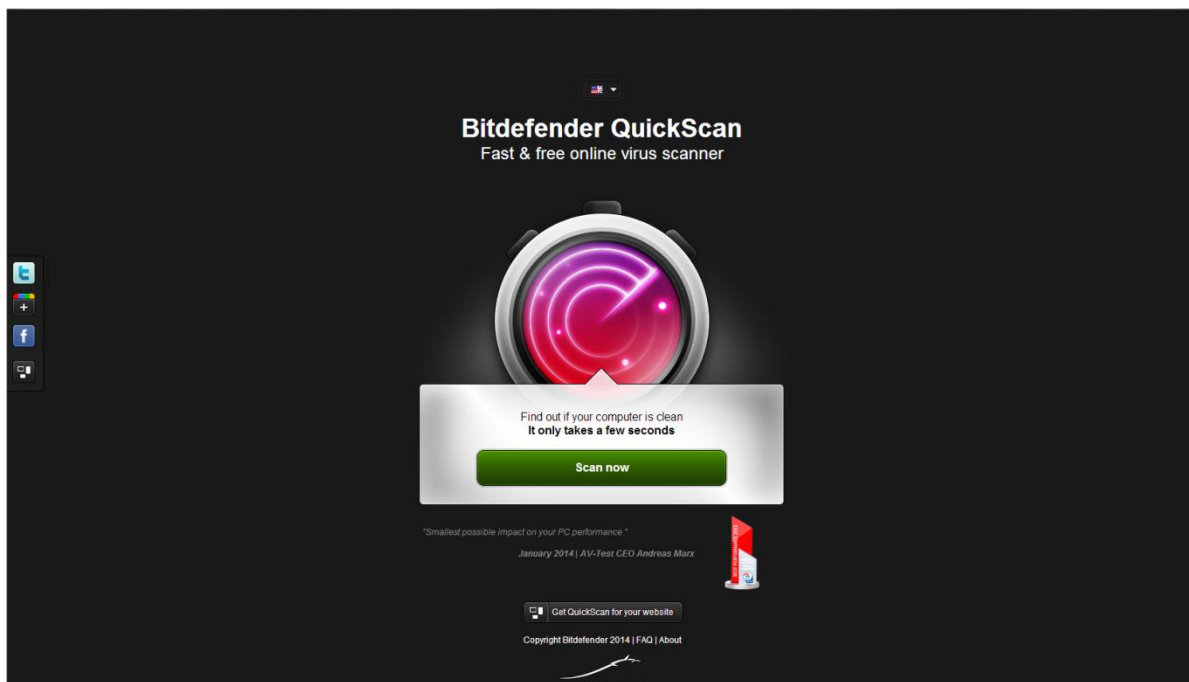 Bitdefender QuickScan
Fast & free online virus scanner
Find out if your computer is clean
It only takes a few seconds
Scan now
"Smallest possible impact on your PC performance."
January 2014 | AV-Test CEO Andreas Marx
Get QuickScan for your website
Copyright Bitdefender 2014 | FAQ | About